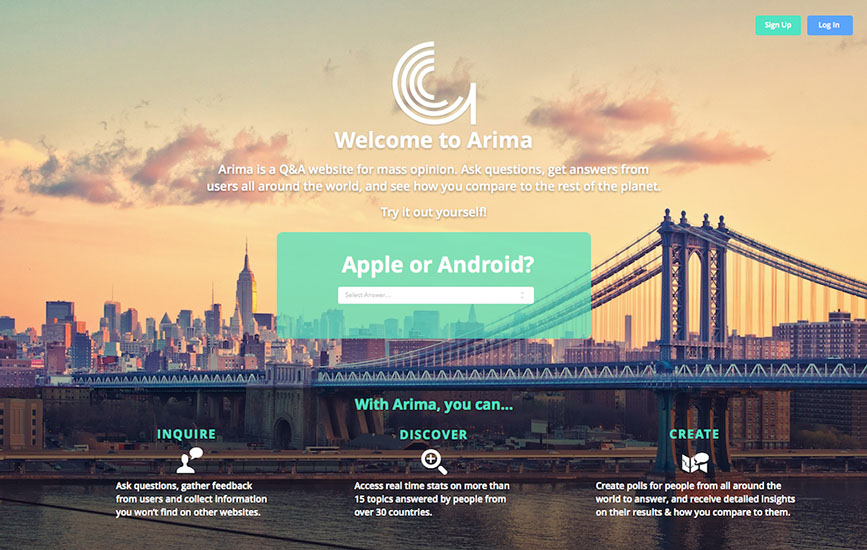 Sign Up
Log In
Welcome to Arima
Arima is a Q&A website for mass opinion. Ask questions, get answers from
users all around the world, and see how you compare to the rest of the planet.
Try it out yourself!
Apple or Android?
Select Answer...
With Arima, you can...
INQUIRE
Ask questions, gather feedback
from users and collect information
you won't find on other websites.
DISCOVER
Access real time stats on more than
15 topics answered by people from
over 30 countries.
CREATE
Create polls for people from all around the
world to answer, and receive detailed insights
on their results & how you compare to them.